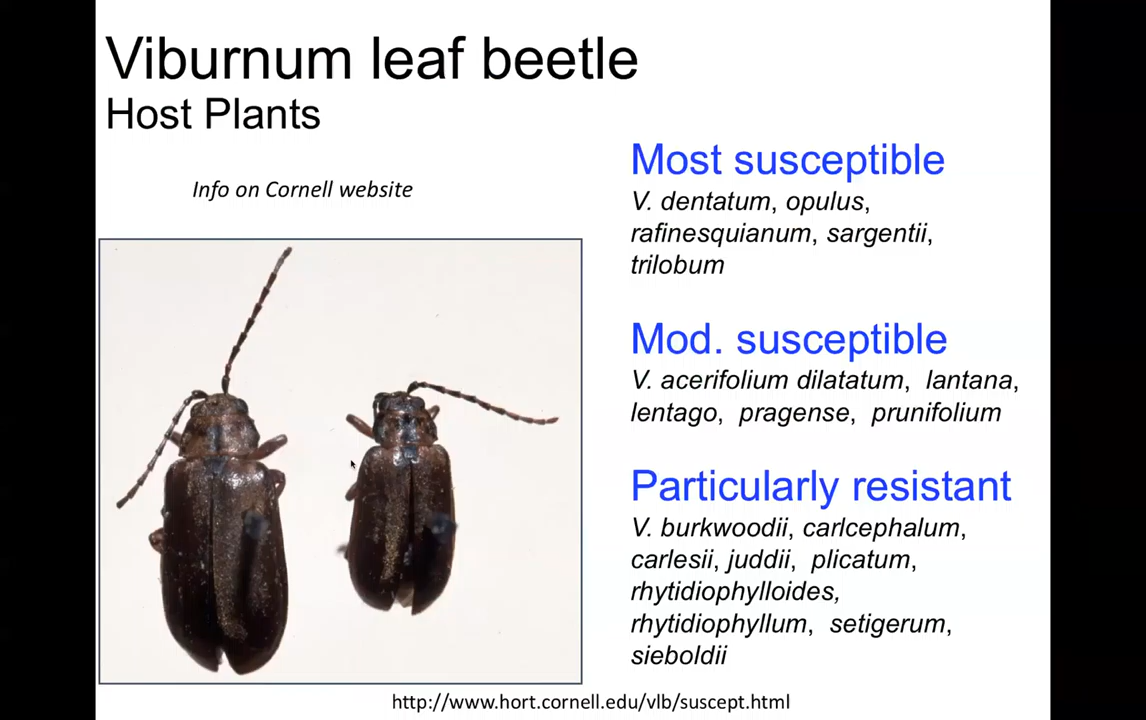 Viburnum leaf beetle
Host Plants
Info on Cornell website
Most susceptible
V. dentatum, opulus,
rafinesquianum, sargentii,
trilobum
Mod. susceptible
V. acerifolium dilatatum, lantana,
lentago, pragense, prunifolium
Particularly resistant
V. burkwoodii, carlcephalum,
carlesii, juddii, plicatum,
rhytidiophylloides,
rhytidiophyllum, setigerum,
sieboldii
http://www.hort.cornell.edu/vlb/suscept.html